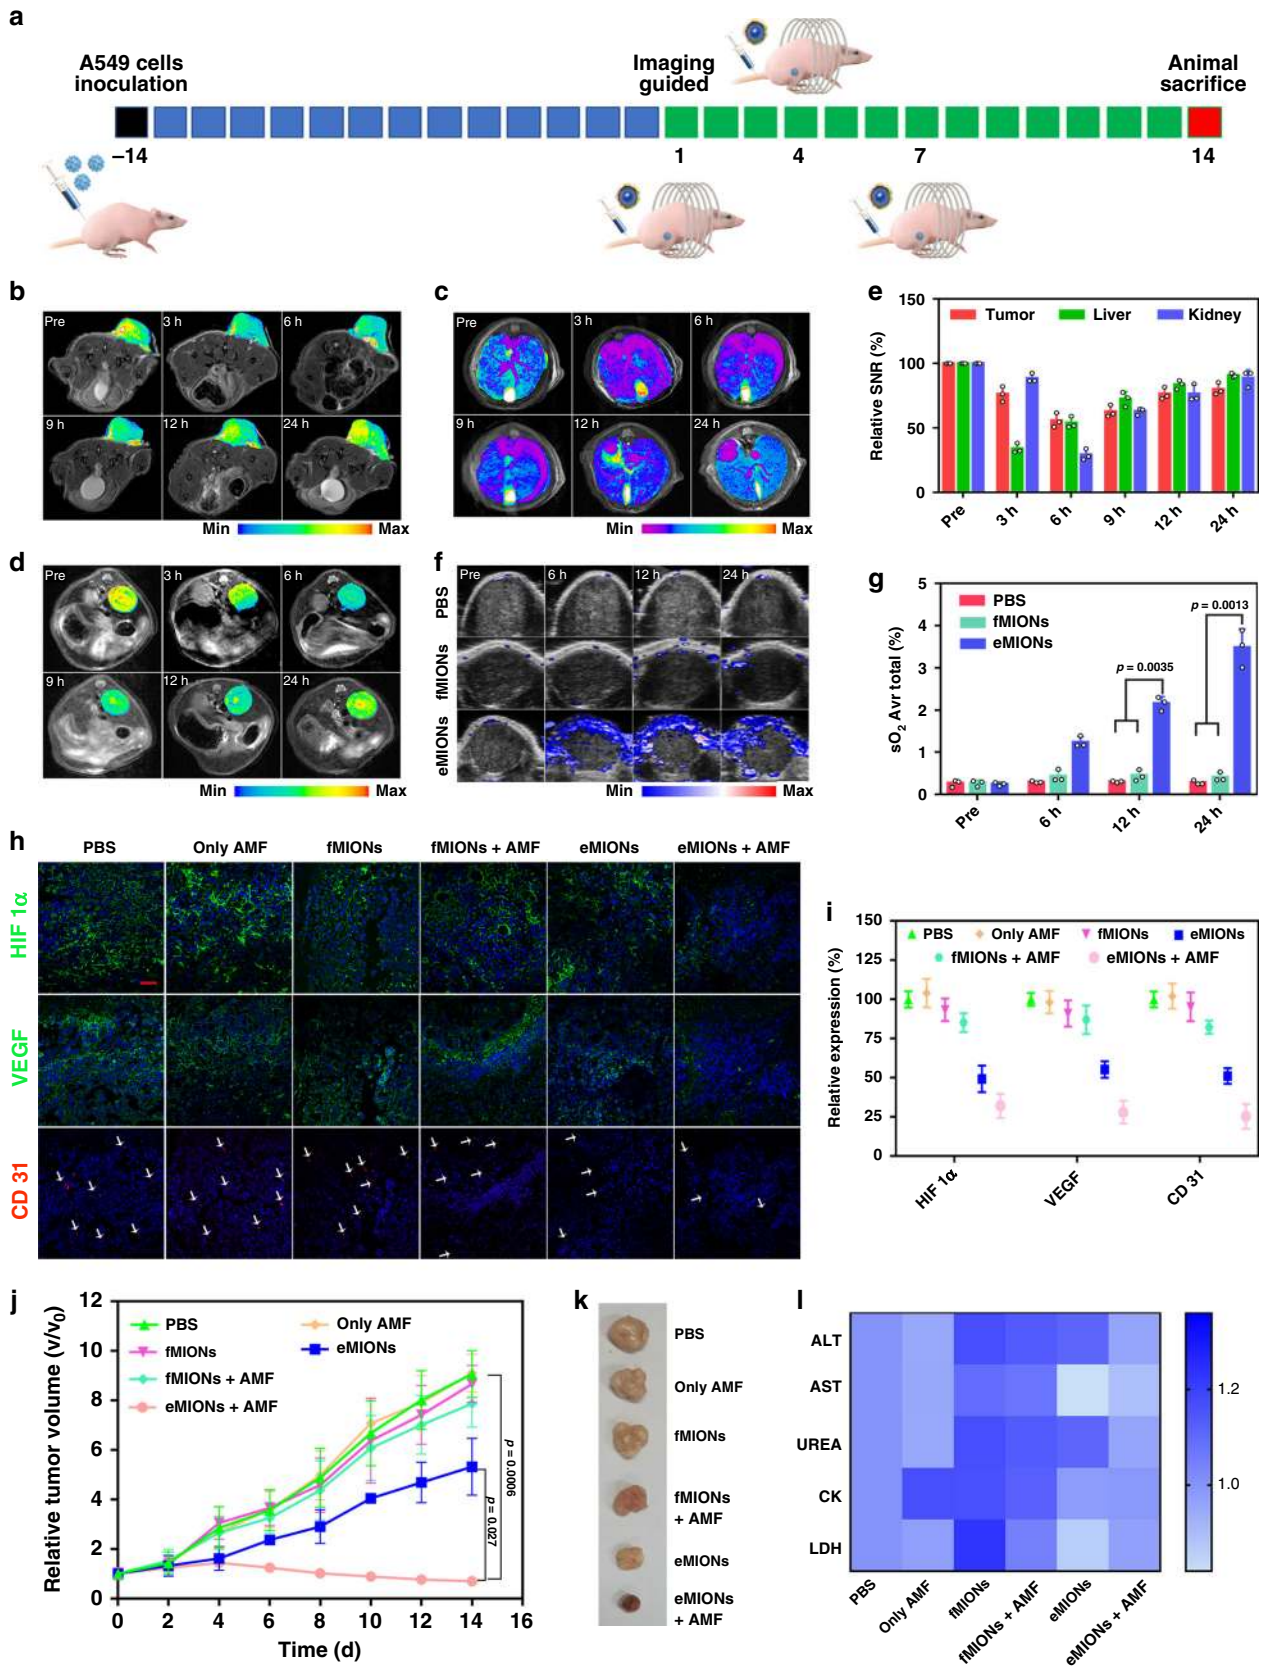 a
A549 cells
inoculation
Imaging
guided
Animal
sacrifice
–14
1
4
7
14
b
Pre
3 h
6 h
9 h
12 h
24 h
Min
Max
c
Pre
3 h
6 h
9 h
12 h
24 h
Min
Max
e
150
100
50
0
Relative SNR (%)
Tumor
Liver
Kidney
Pre
3 h
6 h
9 h
12 h
24 h
d
Pre
3 h
6 h
9 h
12 h
24 h
Min
Max
f
Pre
6 h
12 h
24 h
PBS
fMIONs
eMIONs
Min
Max
g
5
4
3
2
1
0
sO2 Avr total (%)
PBS
fMIONs
eMIONs
p = 0.0035
p = 0.0013
Pre
6 h
12 h
24 h
h
PBS
Only AMF
fMIONs
fMIONs + AMF
eMIONs
eMIONs + AMF
HIF 1α
VEGF
CD 31
i
150
125
100
75
50
25
0
Relative expression (%)
PBS
Only AMF
fMIONs
eMIONs
fMIONs + AMF
eMIONs + AMF
HIF 1α
VEGF
CD 31
j
12
10
8
6
4
2
0
Relative tumor volume (v/v0)
PBS
Only AMF
fMIONs
eMIONs
fMIONs + AMF
eMIONs + AMF
p = 0.0006
p = 0.027
0
2
4
6
8
10
12
14
16
Time (d)
k
PBS
Only AMF
fMIONs
fMIONs
+ AMF
eMIONs
eMIONs
+ AMF
l
ALT
AST
UREA
CK
LDH
PBS
Only AMF
fMIONs
fMIONs + AMF
eMIONs
eMIONs + AMF
1.2
1.0